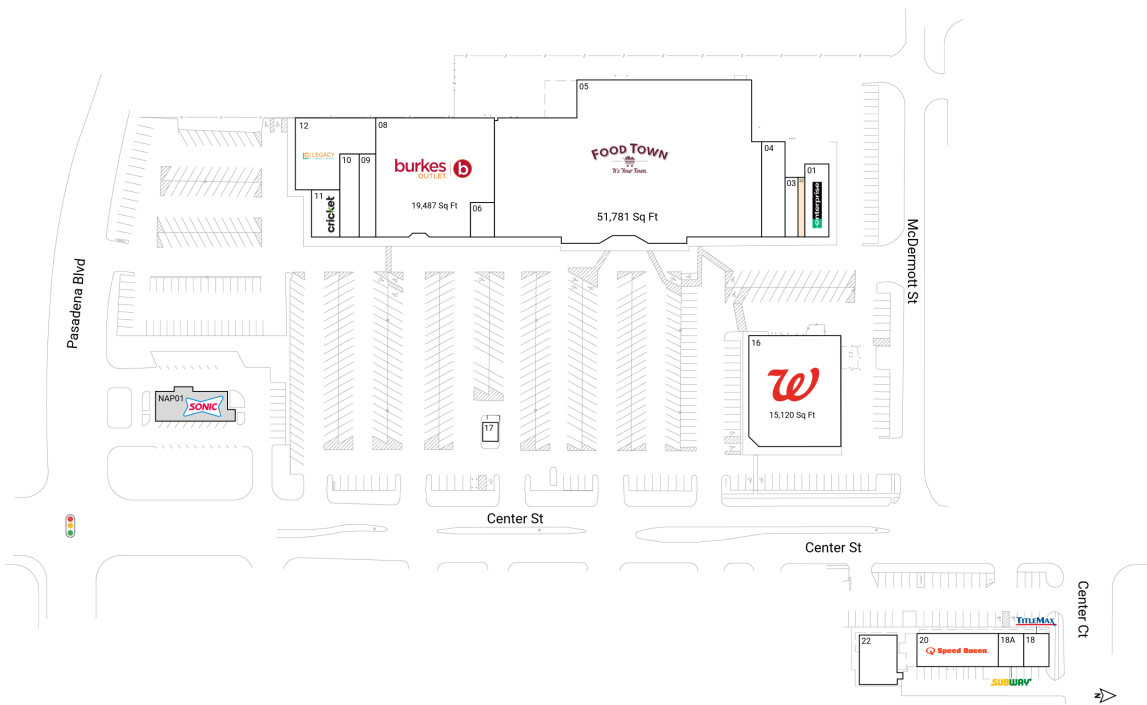 05
12
08
LEGACY
10
09
burkes b
OUTLET.
FOOD TOWN
It's Your Town.
04
03
01
enterprise
11
cricket
19,487 Sq Ft
06
51,781 Sq Ft
Pasadena Blvd
McDermott St
16
W
15,120 Sq Ft
NAP01
SONIC
17
Center St
Center St
Center Ct
TITLEMAX
22
20
Speed Queen.
18A
18
SUBWAY
N